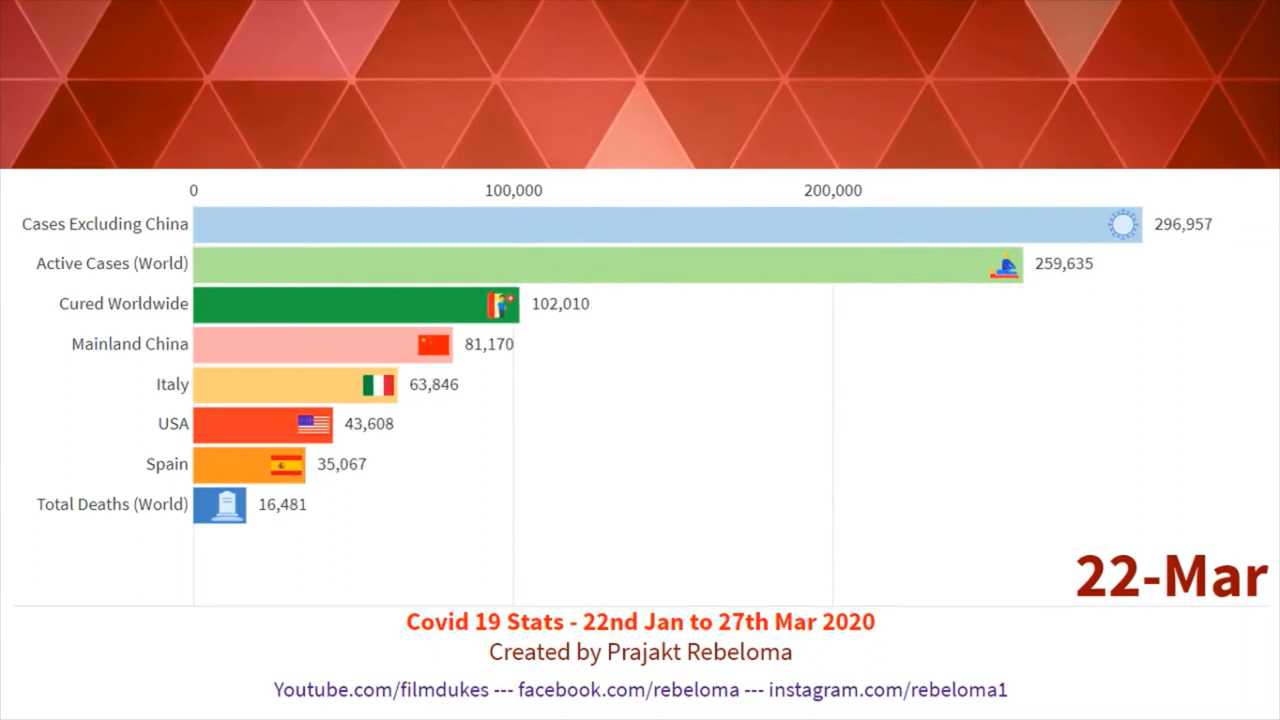 0 100,000 200,000
Cases Excluding China 296,957
Active Cases (World) 259,635
Cured Worldwide 102,010
Mainland China 81,170
Italy 63,846
USA 43,608
Spain 35,067
Total Deaths (World) 16,481
22-Mar
Covid 19 Stats - 22nd Jan to 27th Mar 2020
Created by Prajakt Rebeloma
Youtube.com/filmdukes --- facebook.com/rebeloma --- instagram.com/rebeloma1